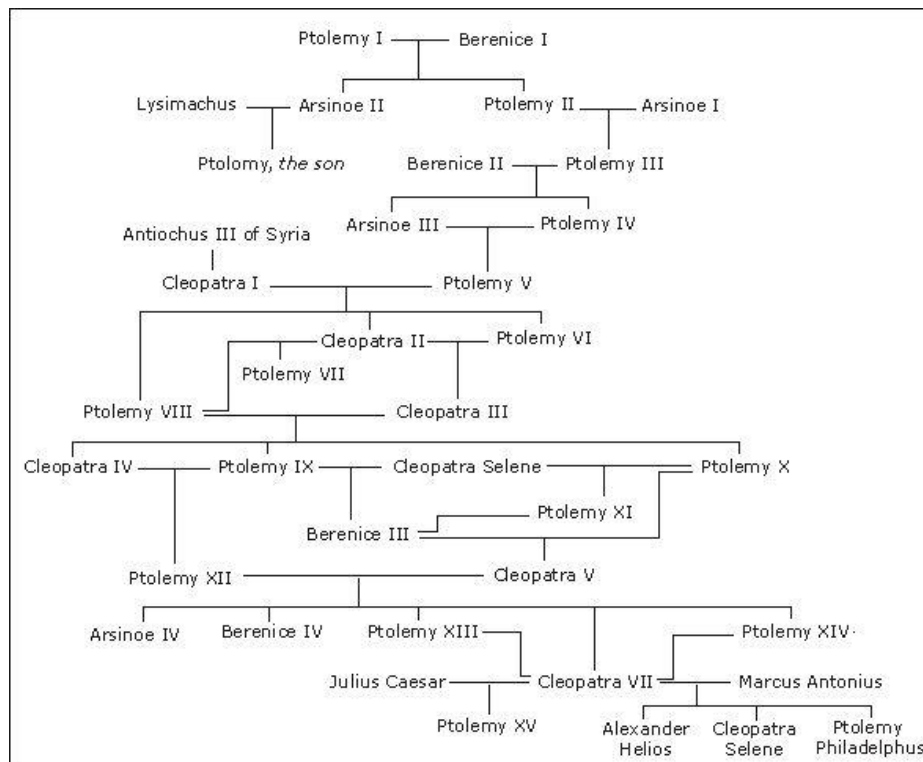 Ptolemy I Berenice I
Lysimachus Arsinoe II Ptolemy II Arsinoe I
Ptolomy, the son Berenice II Ptolemy III
Arsinoe III Ptolemy IV
Antiochus III of Syria
Cleopatra I Ptolemy V
Cleopatra II Ptolemy VI
Ptolemy VII
Ptolemy VIII Cleopatra III
Cleopatra IV Ptolemy IX Cleopatra Selene Ptolemy X
Ptolemy XI
Berenice III
Ptolemy XII Cleopatra V
Arsinoe IV Berenice IV Ptolemy XIII Ptolemy XIV
Julius Caesar Cleopatra VII Marcus Antonius
Ptolemy XV
Alexander Cleopatra Ptolemy
Helios Selene Philadelphus